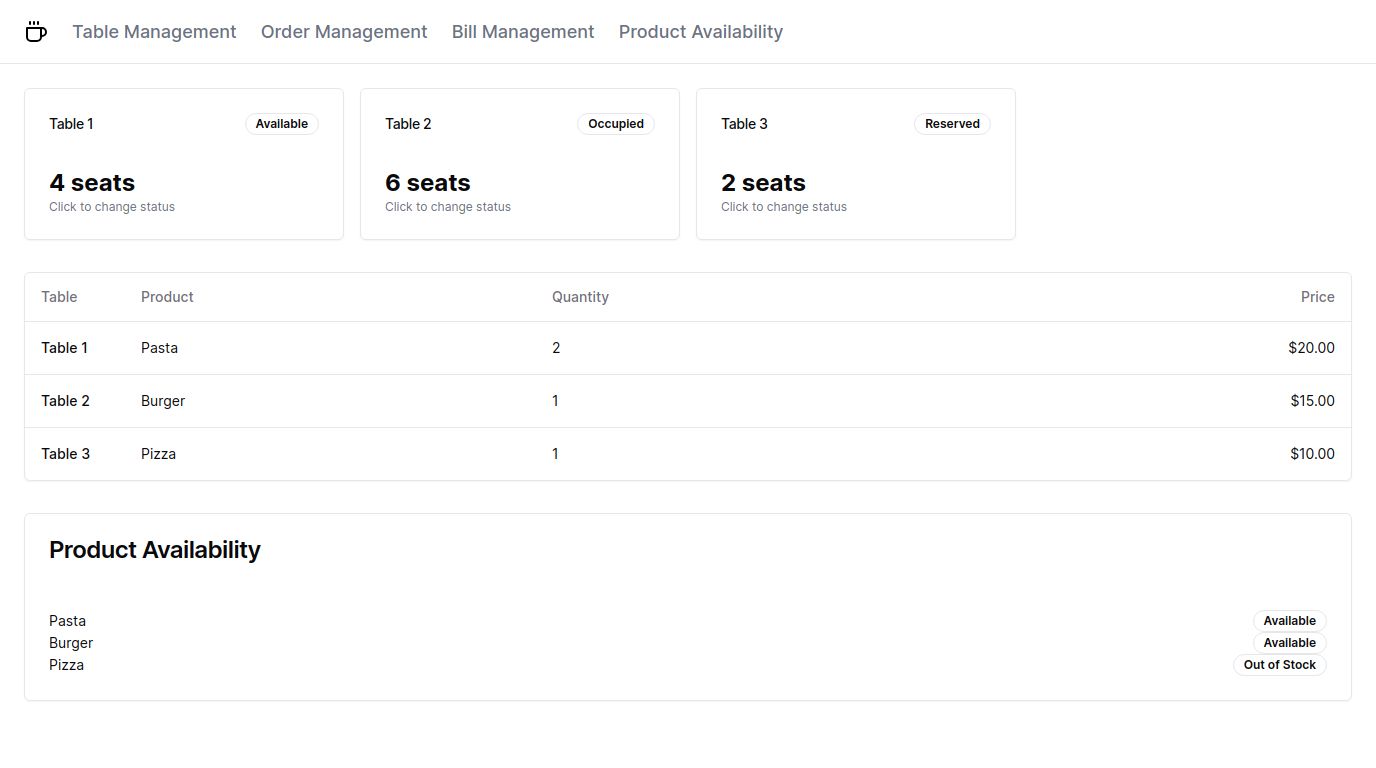 Table Management Order Management Bill Management Product Availability
Table 1 Available
4 seats
Click to change status
Table 2 Occupied
6 seats
Click to change status
Table 3 Reserved
2 seats
Click to change status
Table Product Quantity Price
Table 1 Pasta 2 $20.00
Table 2 Burger 1 $15.00
Table 3 Pizza 1 $10.00
Product Availability
Pasta Available
Burger Available
Pizza Out of Stock